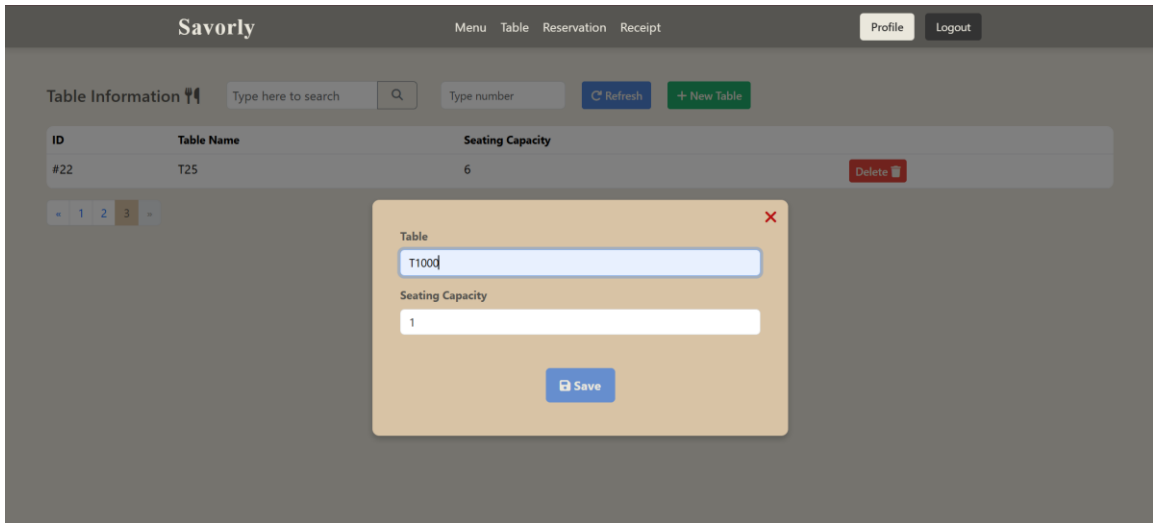 Savorly Menu Table Reservation Receipt Profile Logout
Table Information Type here to search Type number Refresh + New Table
ID Table Name Seating Capacity
#22 T25 6 Delete
« 1 2 3 »
Table
T1000
Seating Capacity
1
Save